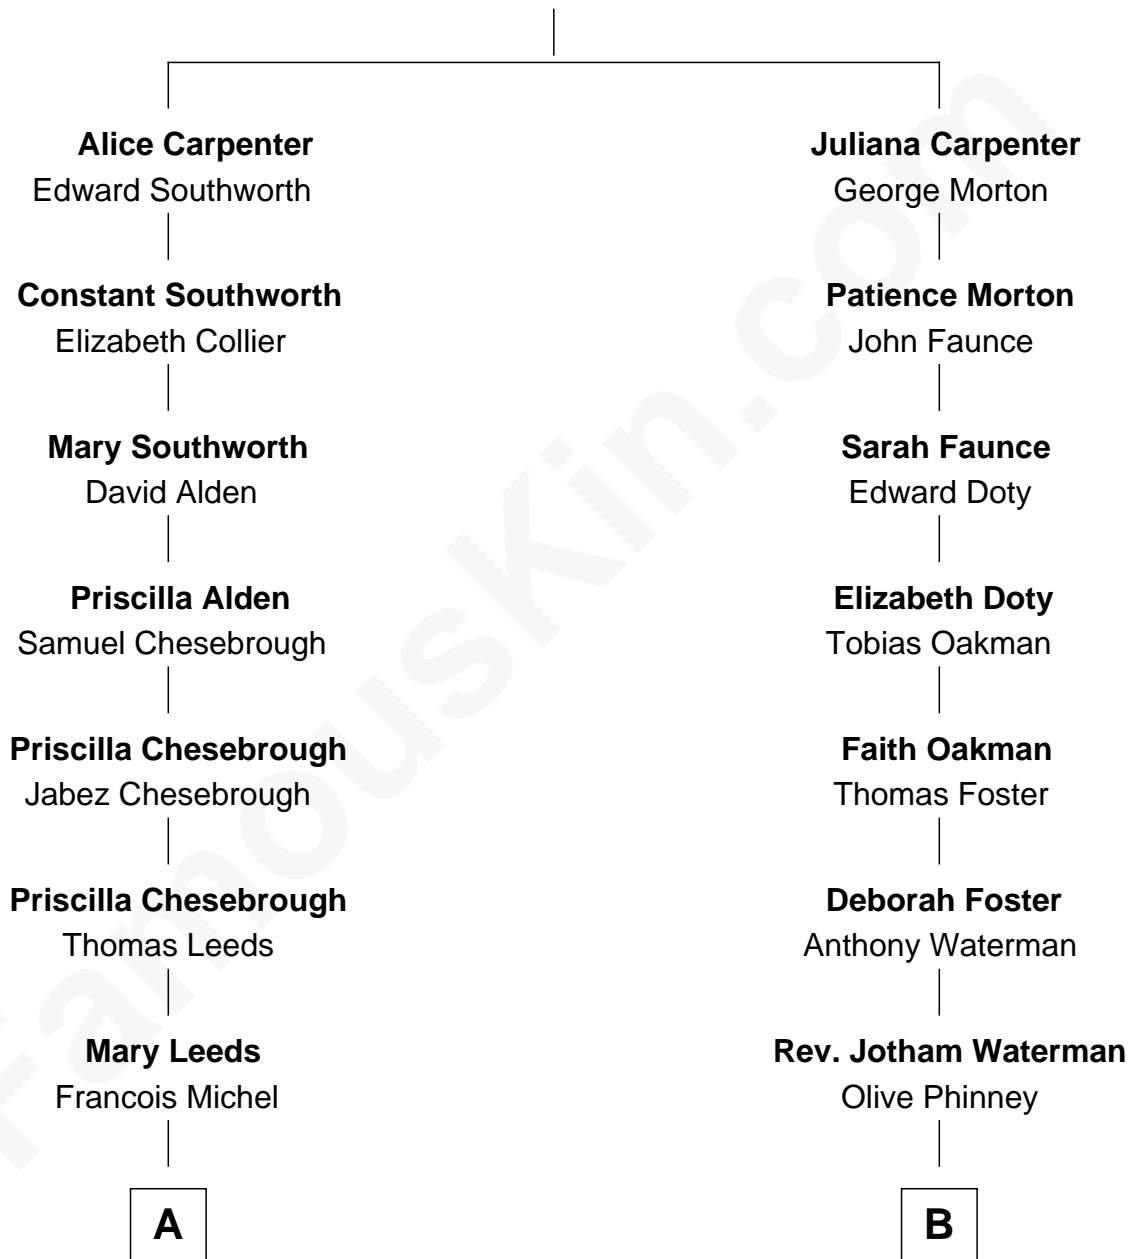 Alice Carpenter
Edward Southworth
Constant Southworth
Elizabeth Collier
Mary Southworth
David Alden
Priscilla Alden
Samuel Chesebrough
Priscilla Chesebrough
Jabez Chesebrough
Priscilla Chesebrough
Thomas Leeds
Mary Leeds
Francois Michel
A
Juliana Carpenter
George Morton
Patience Morton
John Faunce
Sarah Faunce
Edward Doty
Elizabeth Doty
Tobias Oakman
Faith Oakman
Thomas Foster
Deborah Foster
Anthony Waterman
Rev. Jotham Waterman
Olive Phinney
B
FamousKin.com